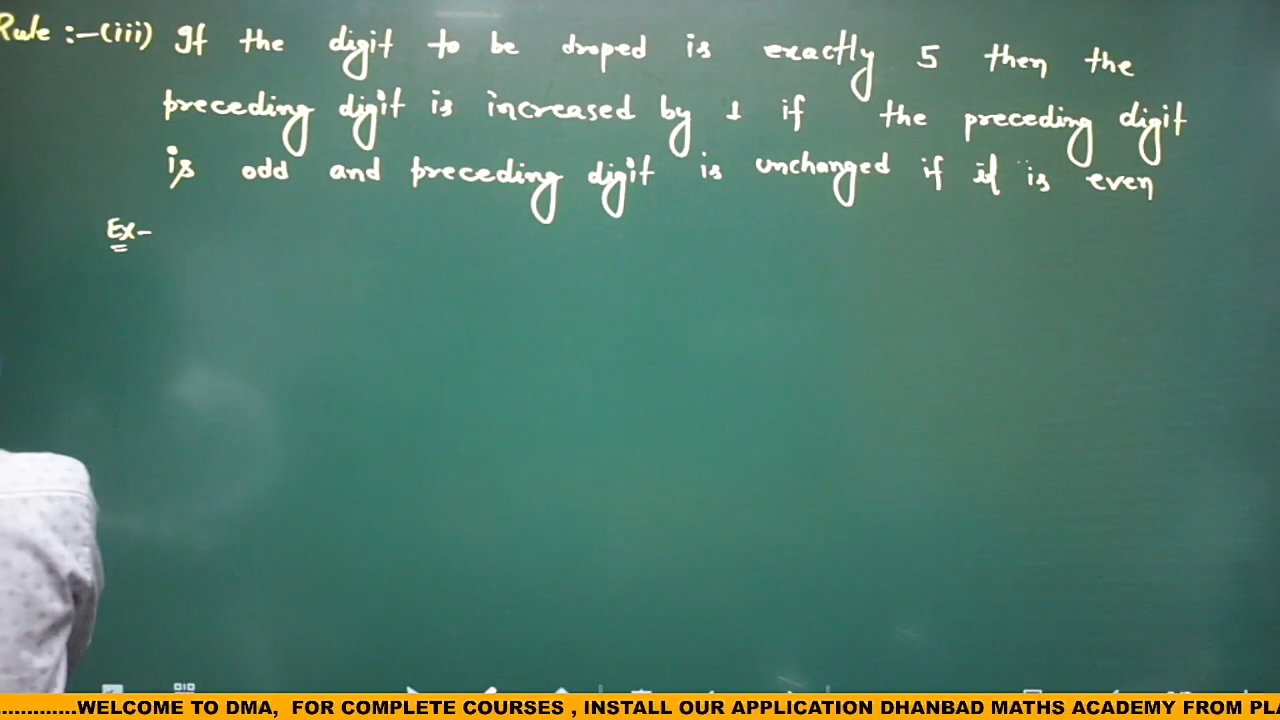 Rule :-(iii) If the digit to be droped is exactly 5 then the
preceding digit is increased by 1 if the preceding digit
is odd and preceding digit is unchanged if it is even
Ex-
.............WELCOME TO DMA, FOR COMPLETE COURSES , INSTALL OUR APPLICATION DHANBAD MATHS ACADEMY FROM PLA